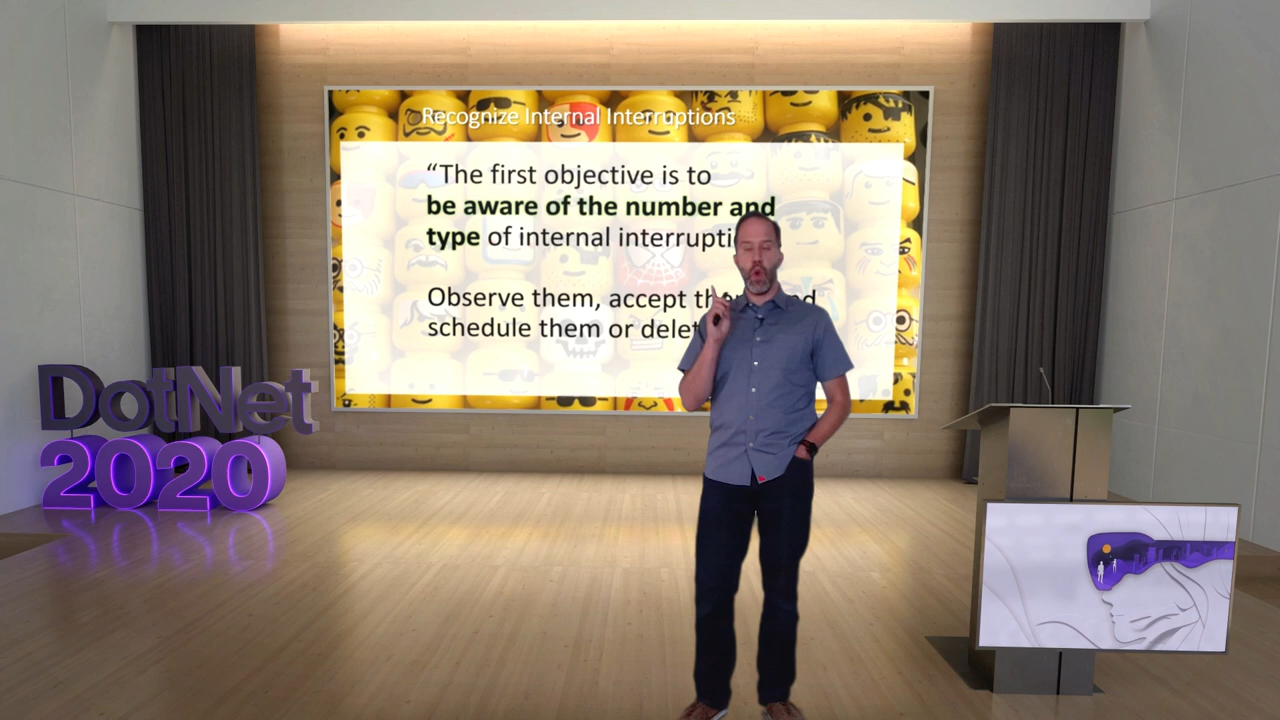 Recognize Internal Interruptions
“The first objective is to
be aware of the number and
type of internal
Observe them, accept and
schedule them or
DotNet
2020